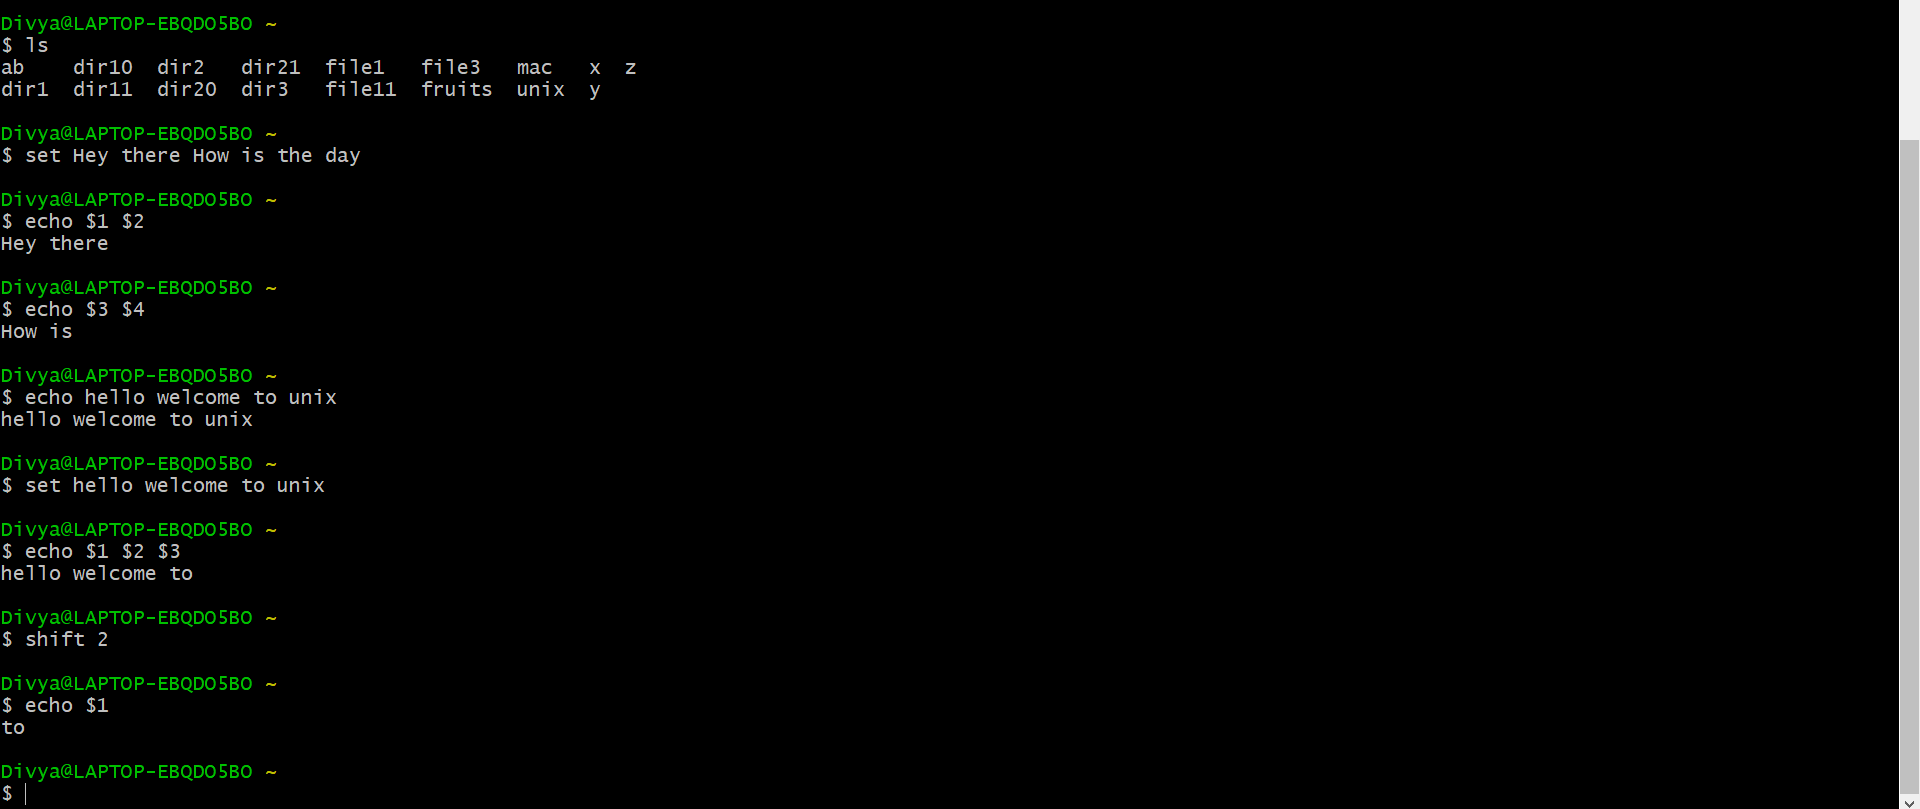 Divya@LAPTOP-EBQDO5BO ~
$ ls
ab    dir10  dir2   dir21  file1   file3   mac   x  z
dir1  dir11  dir20  dir3   file11  fruits  unix  y
Divya@LAPTOP-EBQDO5BO ~
$ set Hey there How is the day
Divya@LAPTOP-EBQDO5BO ~
$ echo $1 $2
Hey there
Divya@LAPTOP-EBQDO5BO ~
$ echo $3 $4
How is
Divya@LAPTOP-EBQDO5BO ~
$ echo hello welcome to unix
hello welcome to unix
Divya@LAPTOP-EBQDO5BO ~
$ set hello welcome to unix
Divya@LAPTOP-EBQDO5BO ~
$ echo $1 $2 $3
hello welcome to
Divya@LAPTOP-EBQDO5BO ~
$ shift 2
Divya@LAPTOP-EBQDO5BO ~
$ echo $1
to
Divya@LAPTOP-EBQDO5BO ~
$